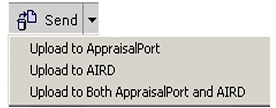 Send
Upload to AppraisalPort
Upload to AIRD
Upload to Both AppraisalPort and AIRD